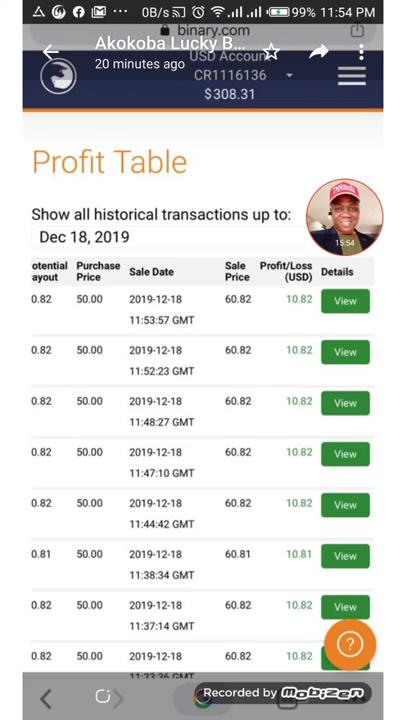 0B/s 99% 11:54 PM
binary.com
Akokoba Lucky B...
20 minutes ago
USD Accoun
CR1116136
$308.31
Profit Table
Show all historical transactions up to:
Dec 18, 2019
15:54
otential ayout Purchase Price Sale Date Sale Price Profit/Loss (USD) Details
0.82 50.00 2019-12-18 60.82 10.82 View
11:53:57 GMT
0.82 50.00 2019-12-18 60.82 10.82 View
11:52:23 GMT
0.82 50.00 2019-12-18 60.82 10.82 View
11:48:27 GMT
0.82 50.00 2019-12-18 60.82 10.82 View
11:47:10 GMT
0.82 50.00 2019-12-18 60.82 10.82 View
11:44:42 GMT
0.81 50.00 2019-12-18 60.81 10.81 View
11:38:34 GMT
0.82 50.00 2019-12-18 60.82 10.82 View
11:37:14 GMT
0.82 50.00 2019-12-18 60.82 10.82
11:33:36 GMT
?
Recorded by Mobizen